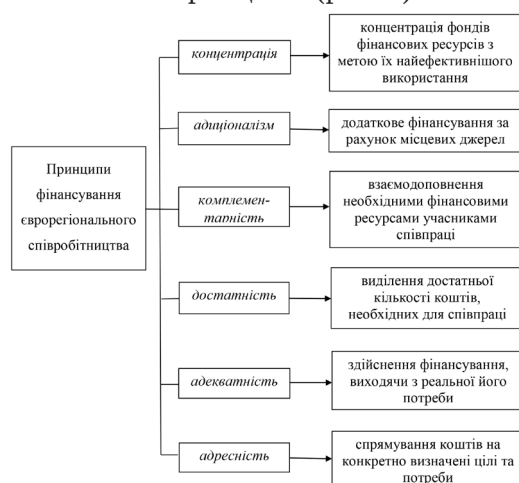 концентрація
концентрація фондів
фінансових ресурсів з
метою їх найефективнішого
використання
адиціоналізм
додаткове фінансування за
рахунок місцевих джерел
Принципи
фінансування
єврорегіонального
співробітництва
комплемен-
тарність
взаємодоповнення
необхідними фінансовими
ресурсами учасниками
співпраці
достатність
виділення достатньої
кількості коштів,
необхідних для співпраці
адекватність
здійснення фінансування,
виходячи з реальної його
потреби
адресність
спрямування коштів на
конкретно визначені цілі та
потреби